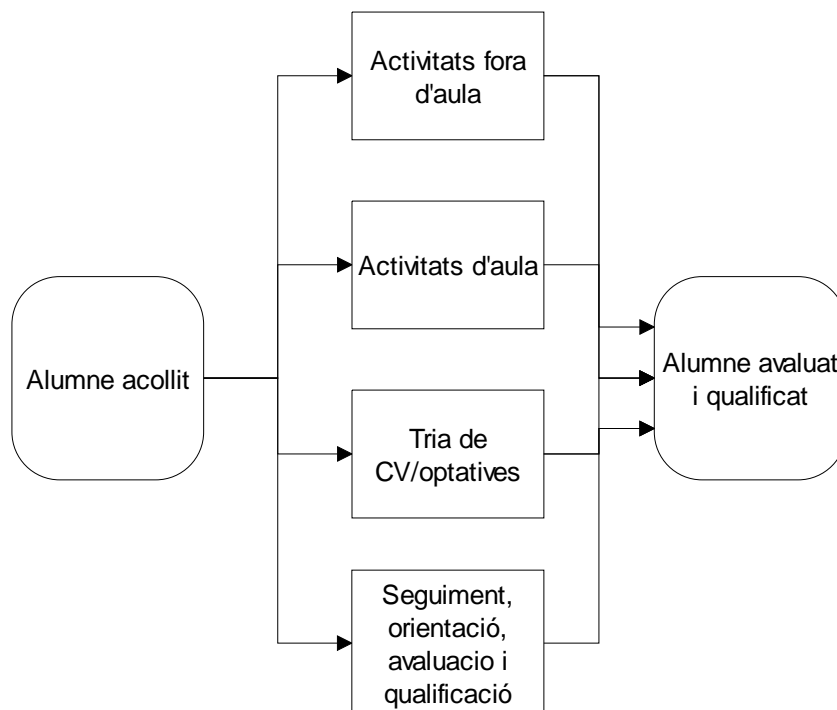 Activitats fora
d'aula
Activitats d'aula
Alumne acollit
Alumne avaluat
i qualificat
Tria de
CV/optatives
Seguiment,
orientació,
avaluacio i
qualificació